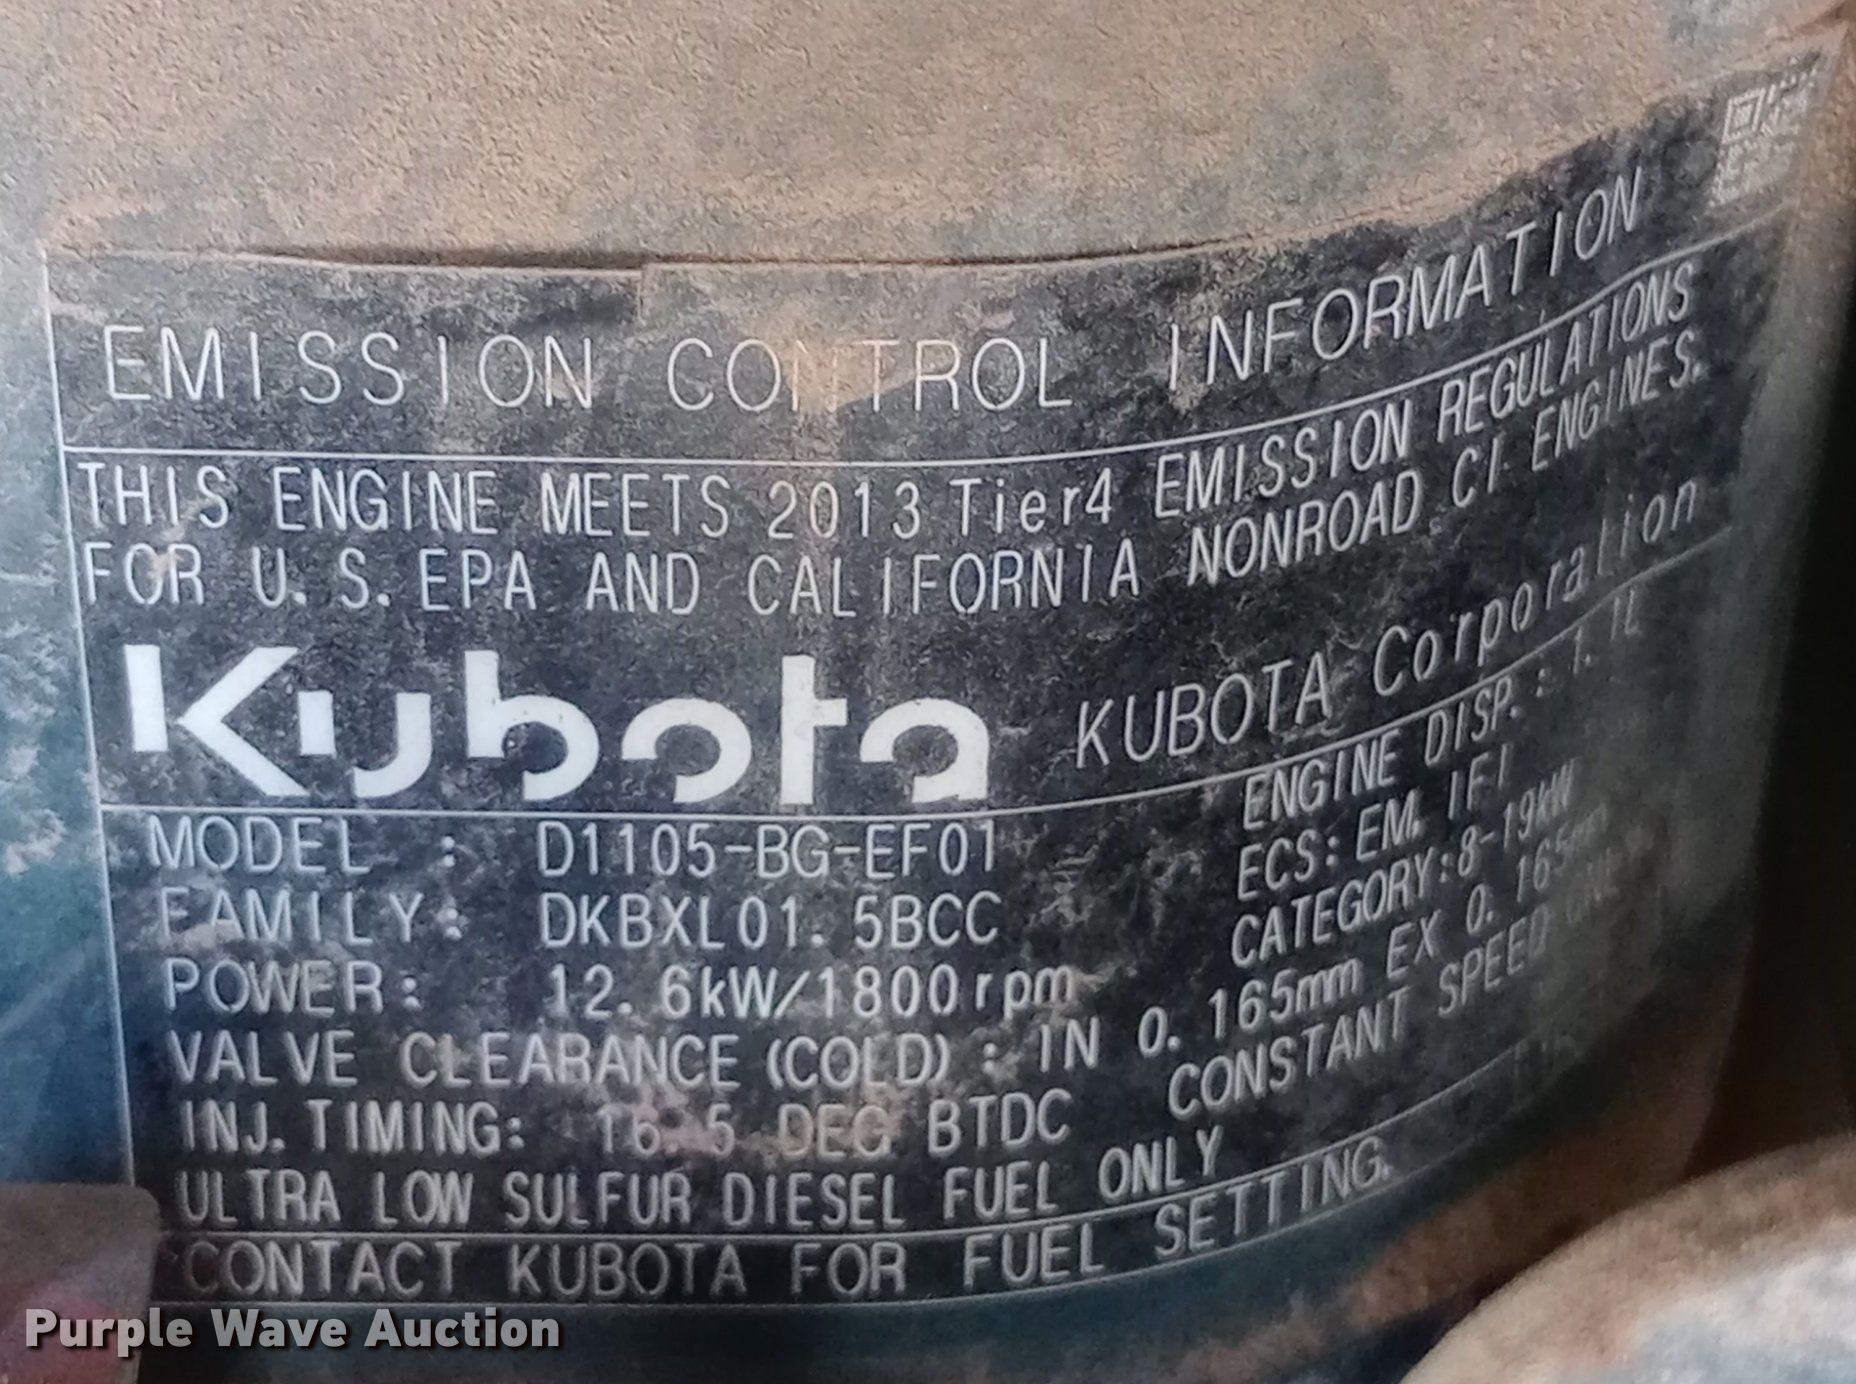 EMISSION CONTROL INFORMATION
THIS ENGINE MEETS 2013 Tier4 EMISSION REGULATIONS
FOR U.S.EPA AND CALIFORNIA NONROAD CI ENGINES.
Kubota KUBOTA Corporation
MODEL : D1105-BG-EF01 ENGINE DISP.: 1.1L
FAMILY: DKBXL01.5BCC ECS: EM, IFI
POWER: 12.6kW/1800rpm CATEGORY:8-19kW
VALVE CLEARANCE (COLD) : IN 0.165mm EX 0.165mm
INJ.TIMING: 16.5 DEG BTDC CONSTANT SPEED ONLY
ULTRA LOW SULFUR DIESEL FUEL ONLY
CONTACT KUBOTA FOR FUEL SETTING.
Purple Wave Auction